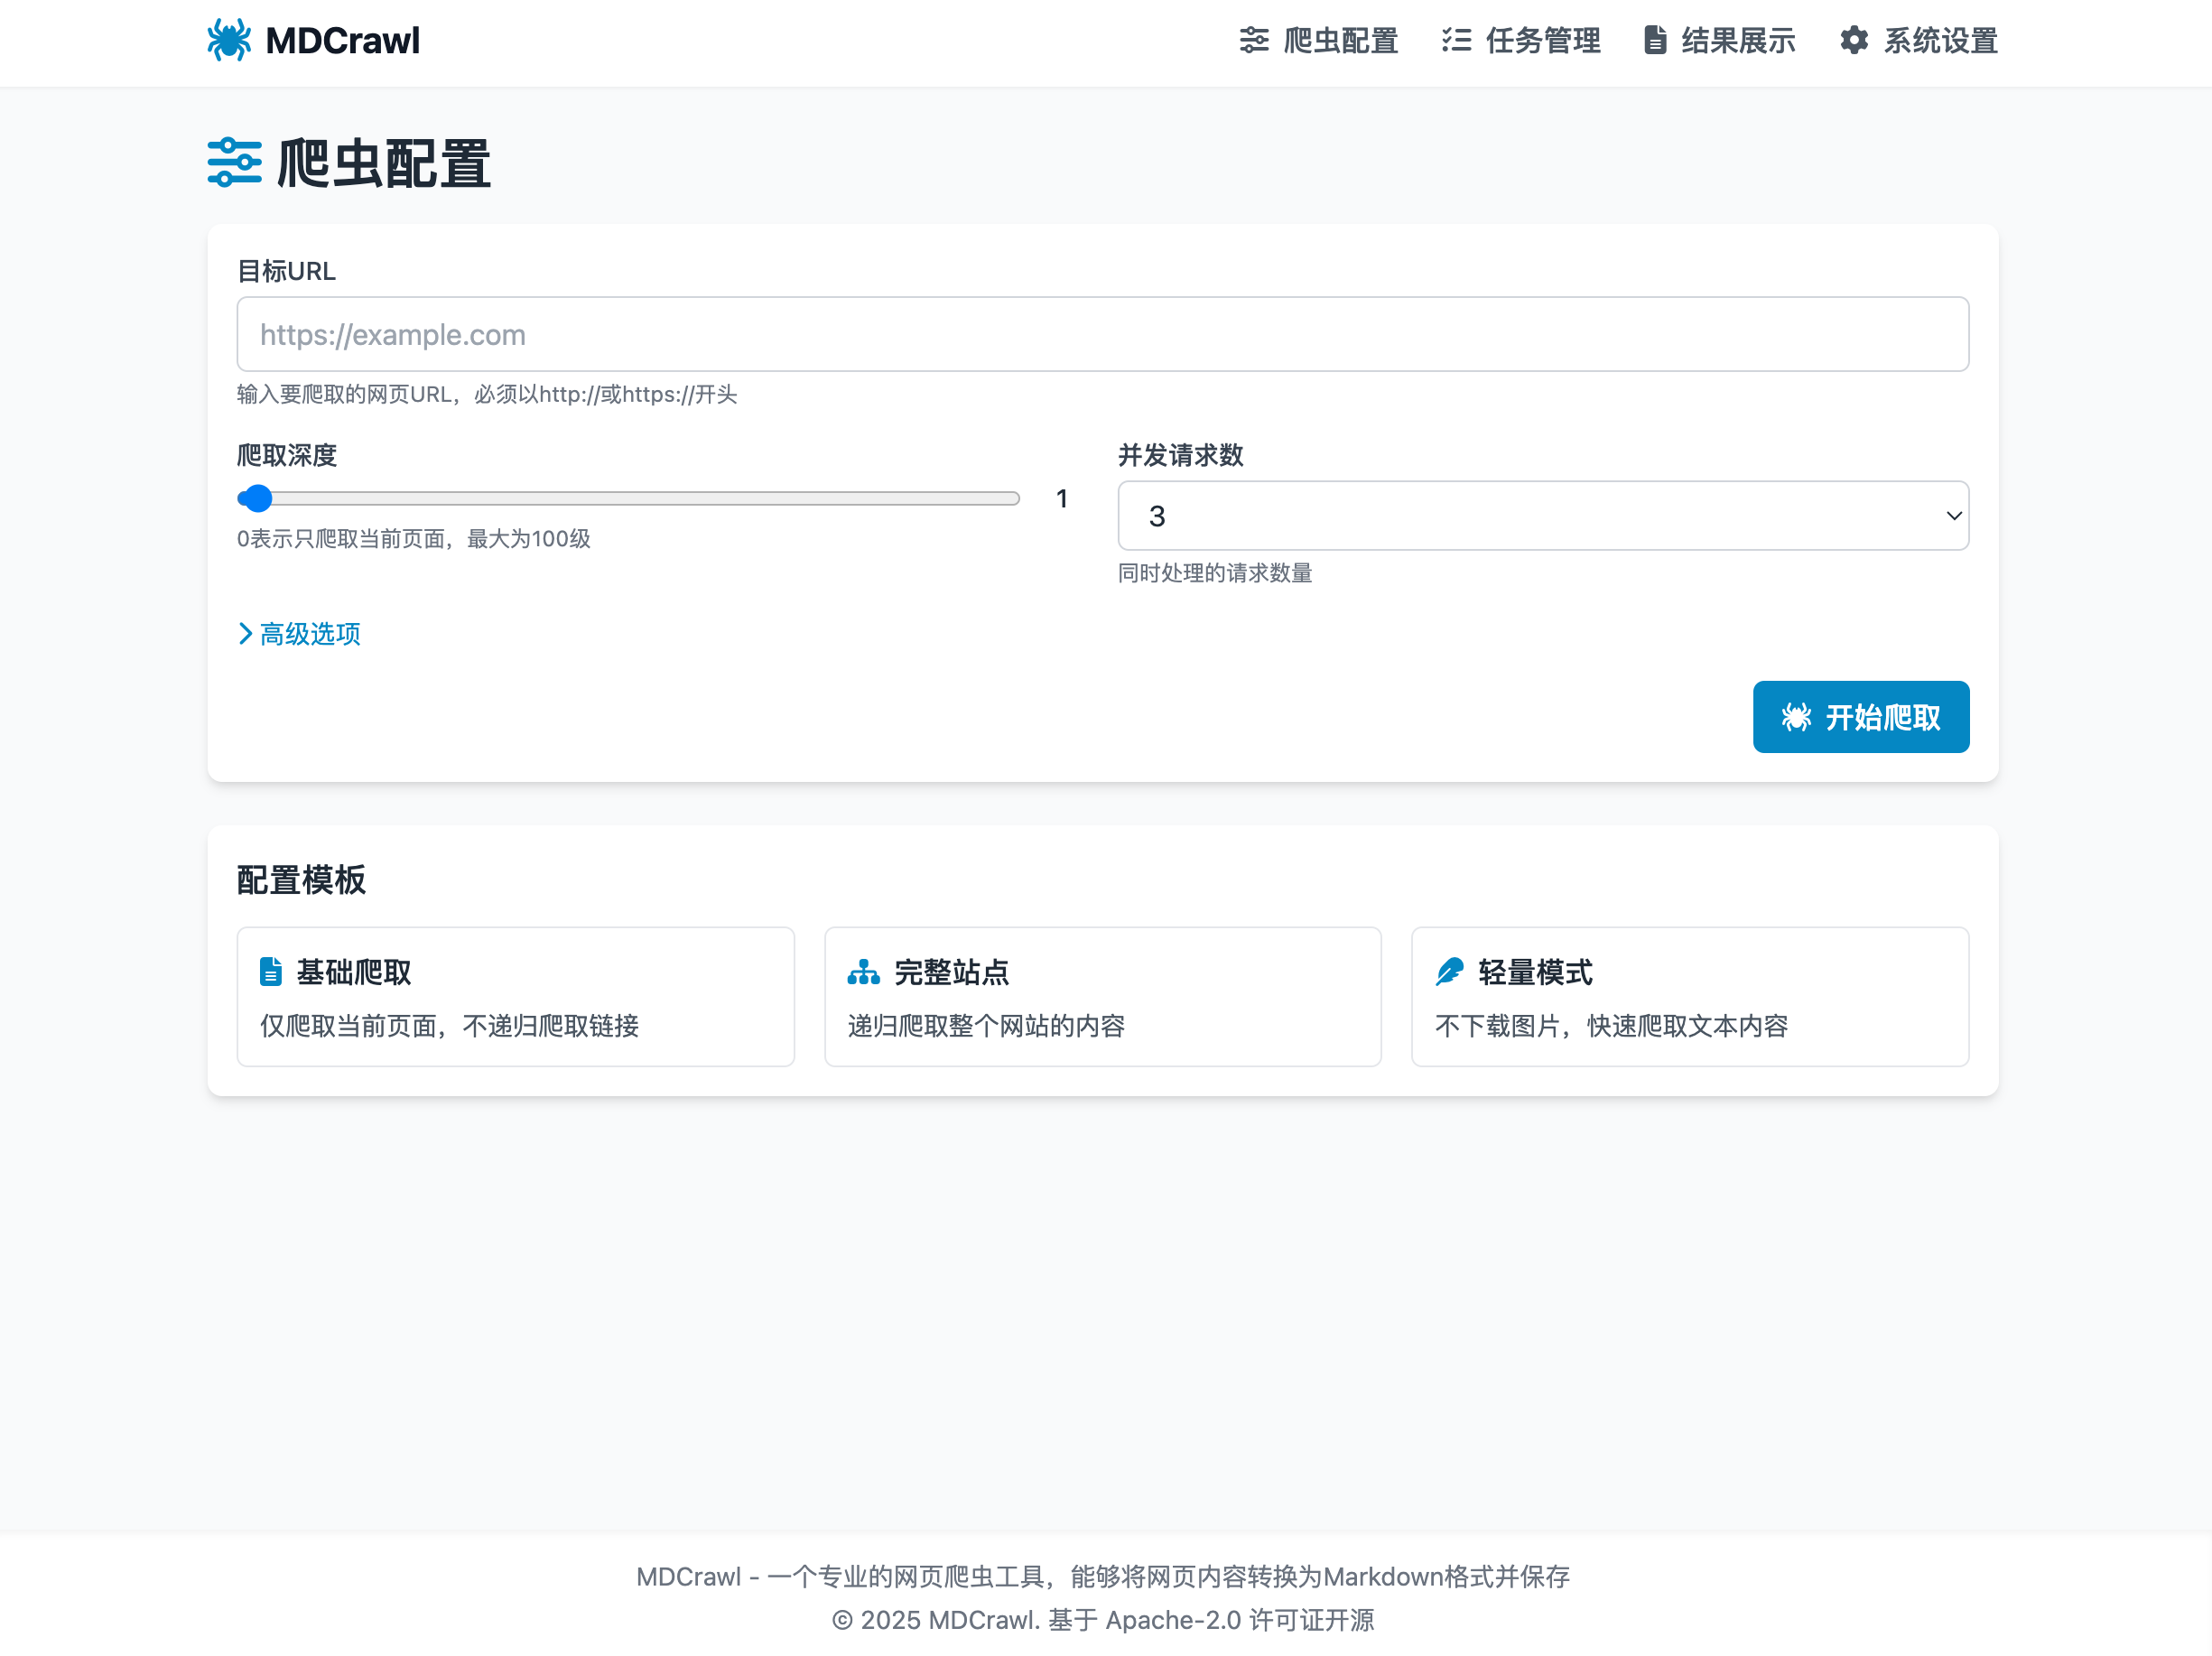 MDCrawl
爬虫配置 任务管理 结果展示 系统设置
爬虫配置
目标URL
https://example.com
输入要爬取的网页URL，必须以http://或https://开头
爬取深度
1
0表示只爬取当前页面，最大为100级
并发请求数
3
同时处理的请求数量
高级选项
开始爬取
配置模板
基础爬取
仅爬取当前页面，不递归爬取链接
完整站点
递归爬取整个网站的内容
轻量模式
不下载图片，快速爬取文本内容
MDCrawl - 一个专业的网页爬虫工具，能够将网页内容转换为Markdown格式并保存
© 2025 MDCrawl. 基于 Apache-2.0 许可证开源